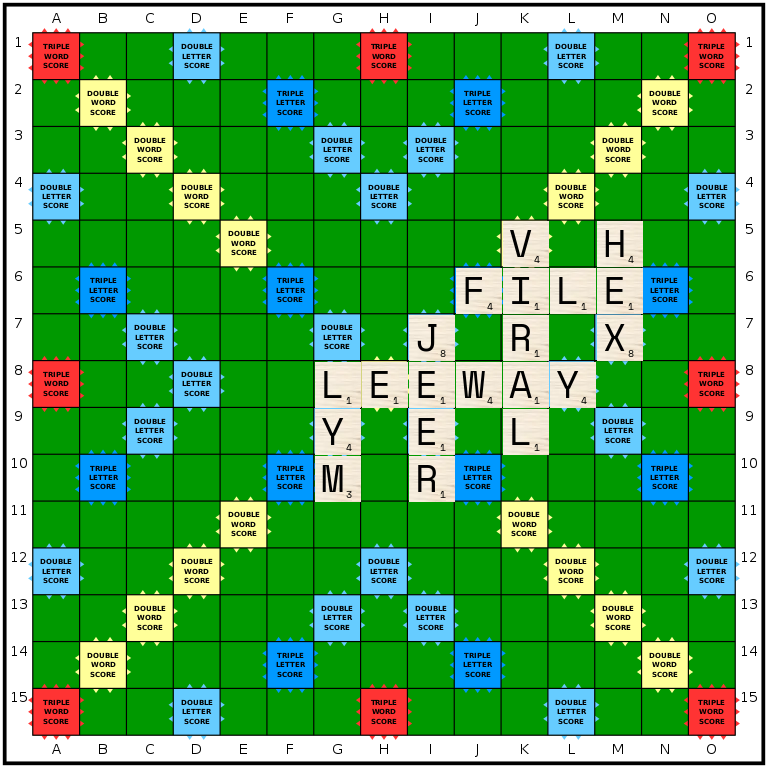 A B C D E F G H I J K L M N O
1 TRIPLE WORD SCORE DOUBLE LETTER SCORE TRIPLE WORD SCORE DOUBLE LETTER SCORE TRIPLE WORD SCORE 1
2 DOUBLE WORD SCORE TRIPLE LETTER SCORE TRIPLE LETTER SCORE DOUBLE WORD SCORE
3 DOUBLE WORD SCORE DOUBLE LETTER SCORE DOUBLE LETTER SCORE DOUBLE WORD SCORE 3
4 DOUBLE LETTER SCORE DOUBLE WORD SCORE DOUBLE LETTER SCORE DOUBLE WORD SCORE DOUBLE LETTER SCORE 4
5 DOUBLE WORD SCORE V4 H4 5
6 TRIPLE LETTER SCORE TRIPLE LETTER SCORE F4 I1 L1 E1 TRIPLE LETTER SCORE 6
7 DOUBLE LETTER SCORE DOUBLE LETTER SCORE J8 R1 X8 7
8 TRIPLE WORD SCORE DOUBLE LETTER SCORE L1 E1 E1 W4 A1 Y4 TRIPLE WORD SCORE 8
9 DOUBLE LETTER SCORE Y4 E1 L1 DOUBLE LETTER SCORE 9
10 TRIPLE LETTER SCORE TRIPLE LETTER SCORE M3 R1 TRIPLE LETTER SCORE TRIPLE LETTER SCORE 10
11 DOUBLE WORD SCORE DOUBLE WORD SCORE 11
12 DOUBLE LETTER SCORE DOUBLE WORD SCORE DOUBLE LETTER SCORE DOUBLE WORD SCORE DOUBLE LETTER SCORE 12
13 DOUBLE WORD SCORE DOUBLE LETTER SCORE DOUBLE LETTER SCORE DOUBLE WORD SCORE 13
14 DOUBLE WORD SCORE TRIPLE LETTER SCORE TRIPLE LETTER SCORE DOUBLE WORD SCORE 14
15 TRIPLE WORD SCORE DOUBLE LETTER SCORE TRIPLE WORD SCORE DOUBLE LETTER SCORE TRIPLE WORD SCORE 15
A B C D E F G H I J K L M N O